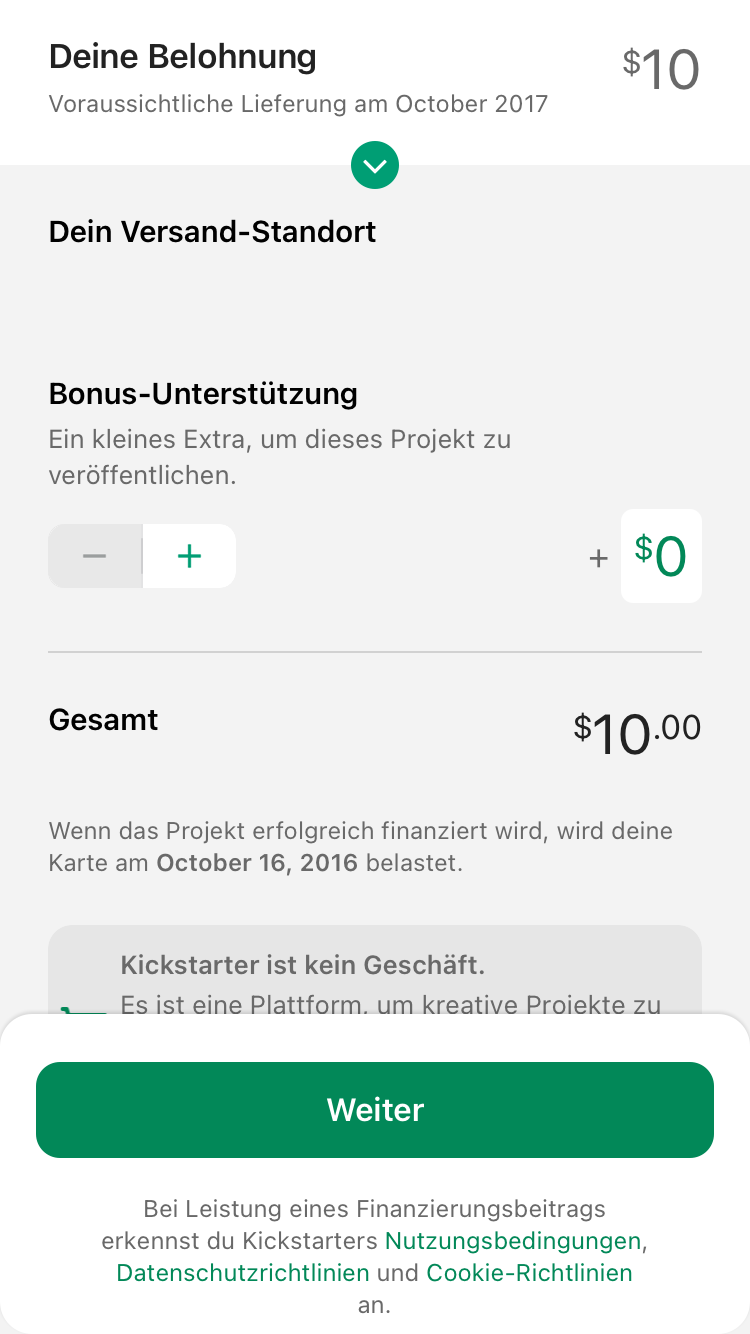 Deine Belohnung
$10
Voraussichtliche Lieferung am October 2017
Dein Versand-Standort
Bonus-Unterstützung
Ein kleines Extra, um dieses Projekt zu
veröffentlichen.
− +
+ $0
Gesamt
$10.00
Wenn das Projekt erfolgreich finanziert wird, wird deine
Karte am October 16, 2016 belastet.
Kickstarter ist kein Geschäft.
Es ist eine Plattform, um kreative Projekte zu
Weiter
Bei Leistung eines Finanzierungsbeitrags
erkennst du Kickstarters Nutzungsbedingungen,
Datenschutzrichtlinien und Cookie-Richtlinien
an.